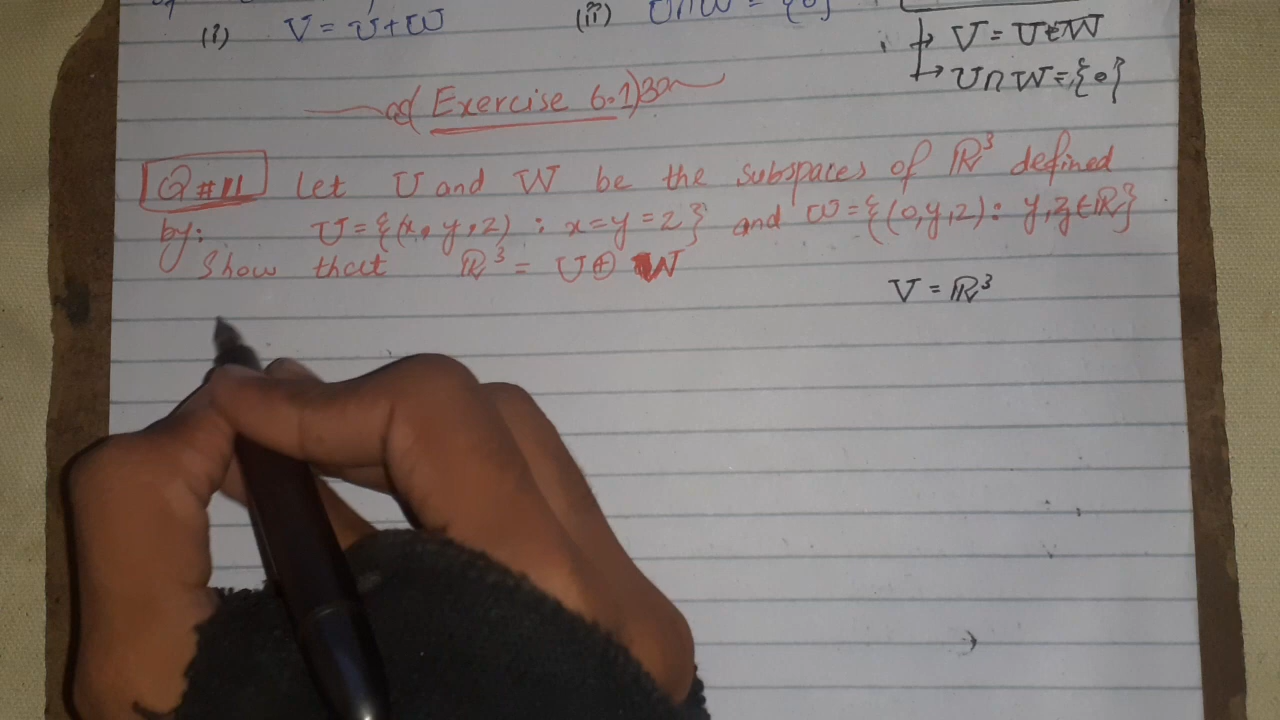 (i) V = U+W (ii) U∩W = {0}
→ V = U⊕W
→ U∩W = {0}
Exercise 6.1
Q#11 Let U and W be the subspaces of ℝ³ defined
by: U = {(x, y, z) : x=y=z} and W = {(0,y,z): y,z∈ℝ}
Show that ℝ³ = U⊕W
V = ℝ³